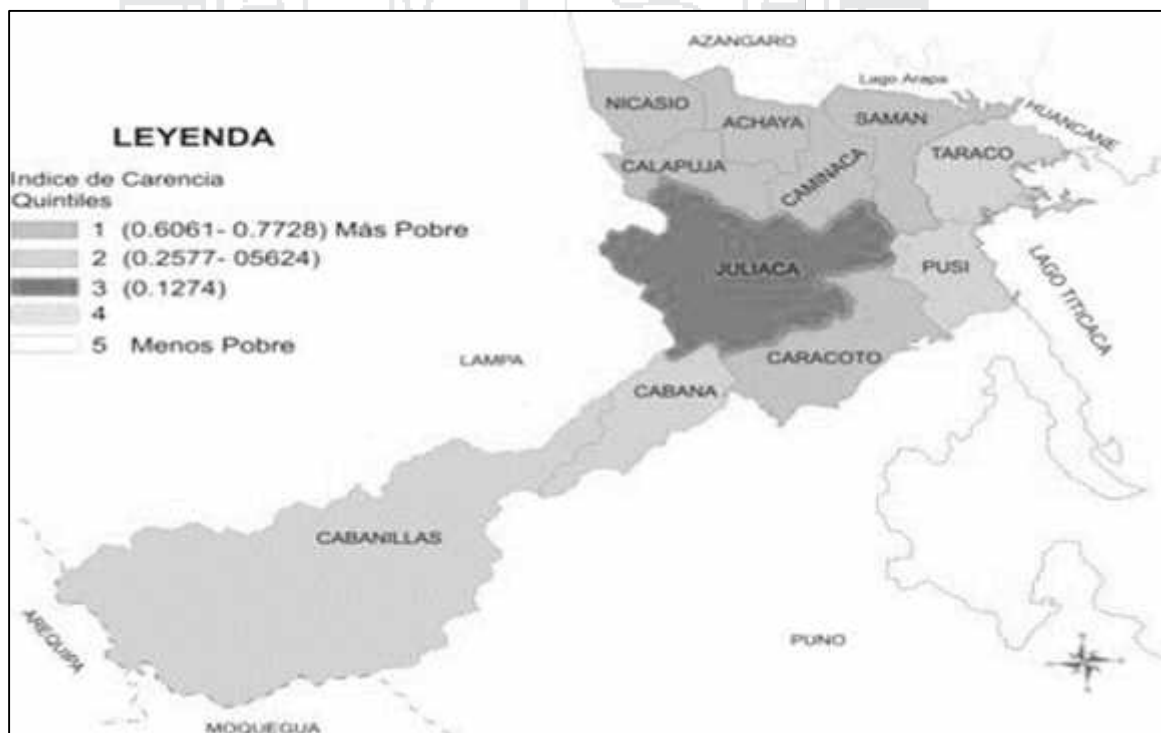 AZANGARO
Lago Arapa
HUANCANE
NICASIO
ACHAYA
SAMAN
TARACO
CALAPUJA
CAMINACA
LEYENDA
Indice de Carencia
Quintiles
1 (0.6061- 0.7728) Más Pobre
2 (0.2577- 05624)
3 (0.1274)
4
5 Menos Pobre
JULIACA
PUSI
LAGO TITICACA
LAMPA
CARACOTO
CABANA
CABANILLAS
AREQUIPA
PUNO
MOQUEGUA